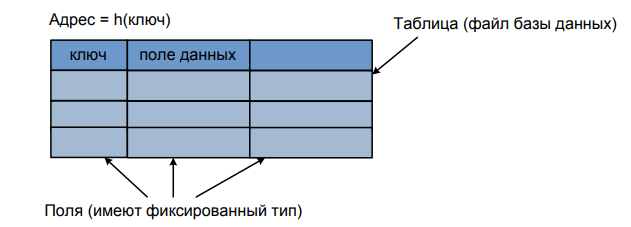 Адрес = h(ключ)
Таблица (файл базы данных)
ключ
поле данных
Поля (имеют фиксированный тип)